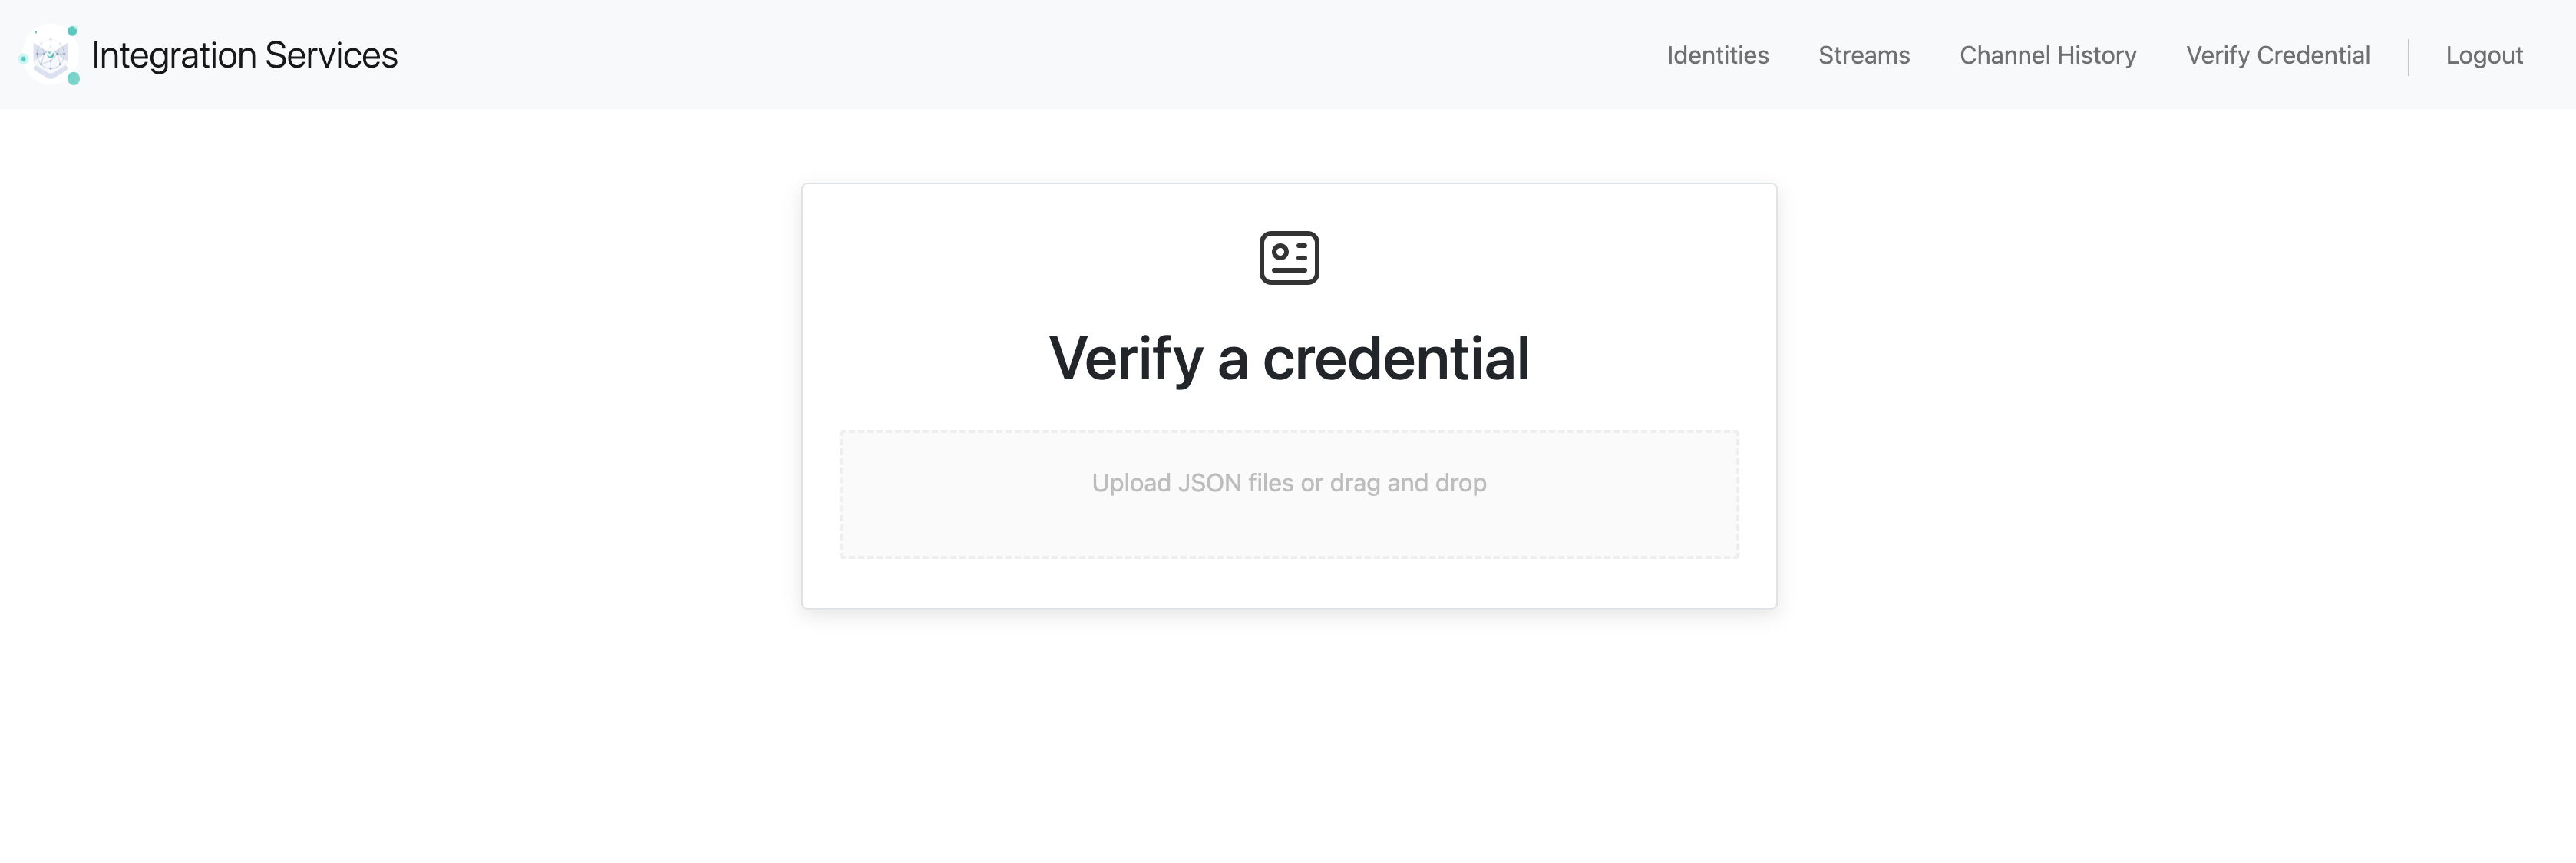 Integration Services
Identities
Streams
Channel History
Verify Credential
Logout
Verify a credential
Upload JSON files or drag and drop